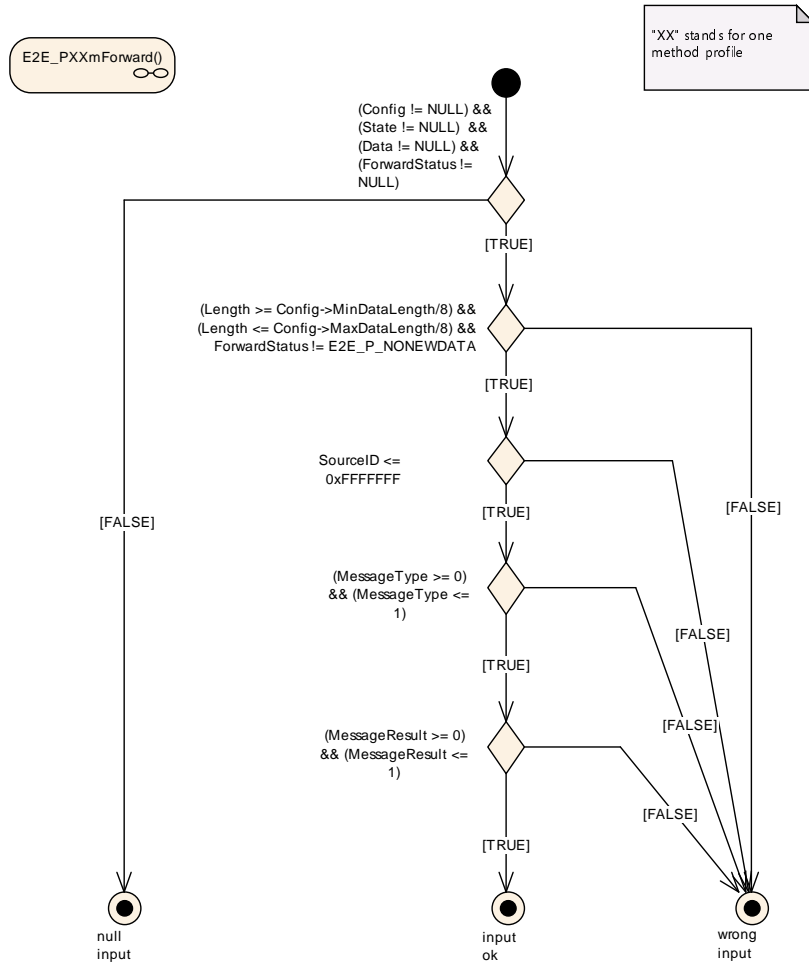 E2E_PXXmForward()
"XX" stands for one
method profile
(Config != NULL) &&
(State != NULL)  &&
(Data != NULL) &&
(ForwardStatus !=
NULL)
[TRUE]
(Length >= Config->MinDataLength/8) &&
(Length <= Config->MaxDataLength/8) &&
ForwardStatus != E2E_P_NONEWDATA
[TRUE]
SourceID <=
0xFFFFFFF
[FALSE]
[TRUE]
[FALSE]
(MessageType >= 0)
&& (MessageType <=
1)
[FALSE]
[TRUE]
[FALSE]
(MessageResult >= 0)
&& (MessageResult <=
1)
[FALSE]
[TRUE]
null
input
input
ok
wrong
input